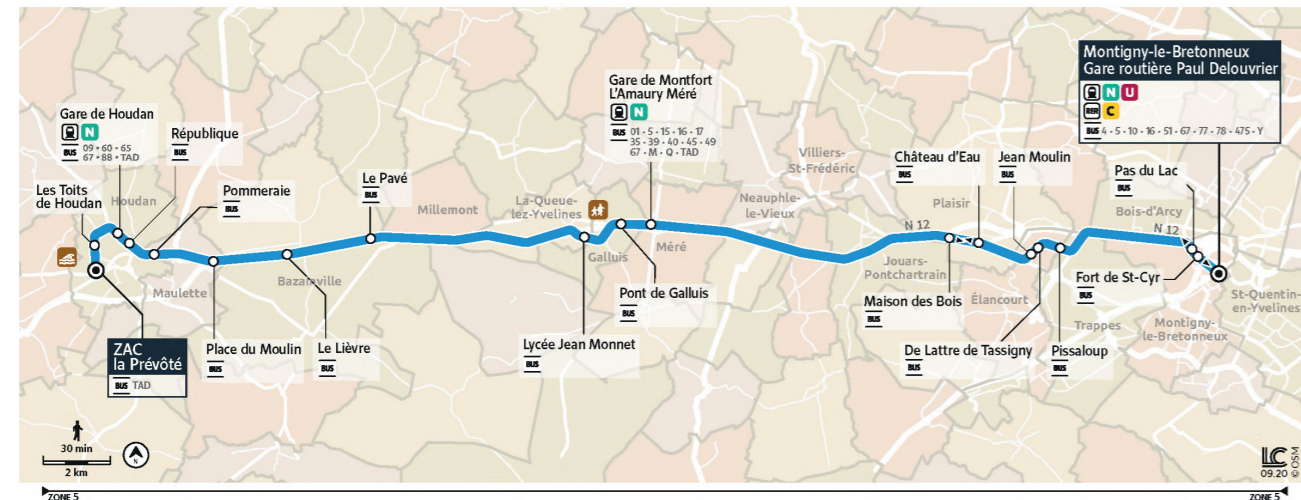 Montigny-le-Bretonneux
Gare routière Paul Delouvrier
N U
RER C
BUS 4 • 5 • 10 • 16 • 51 • 67 • 77 • 78 • 475 • Y
Gare de Montfort
L'Amaury Méré
N
BUS 01 • 5 • 15 • 16 • 17
35 • 39 • 40 • 45 • 49
67 • M • Q • TAD
Gare de Houdan
N
BUS 09 • 60 • 65
67 • 88 • TAD
République
BUS
Les Toits
de Houdan
Houdan
Pommeraie
BUS
Le Pavé
BUS
Millemont
La-Queue-
lez-Yvelines
Galluis
Méré
Neauphle-
le-Vieux
Villiers-
St-Frédéric
Château d'Eau
BUS
Jean Moulin
BUS
Plaisir
N 12
Pas du Lac
BUS
Bois-d'Arcy
N 12
Maulette
Bazainville
Jouars-
Pontchartrain
Élancourt
Trappes
Fort de St-Cyr
BUS
St-Quentin-
en-Yvelines
Montigny-
le-Bretonneux
Maison des Bois
BUS
Pont de Galluis
BUS
ZAC
la Prévôté
BUS TAD
Place du Moulin
BUS
Le Lièvre
BUS
Lycée Jean Monnet
BUS
De Lattre de Tassigny
BUS
Pissaloup
BUS
30 min
2 km
N
LC
09.20 © OSM
ZONE 5
ZONE 5